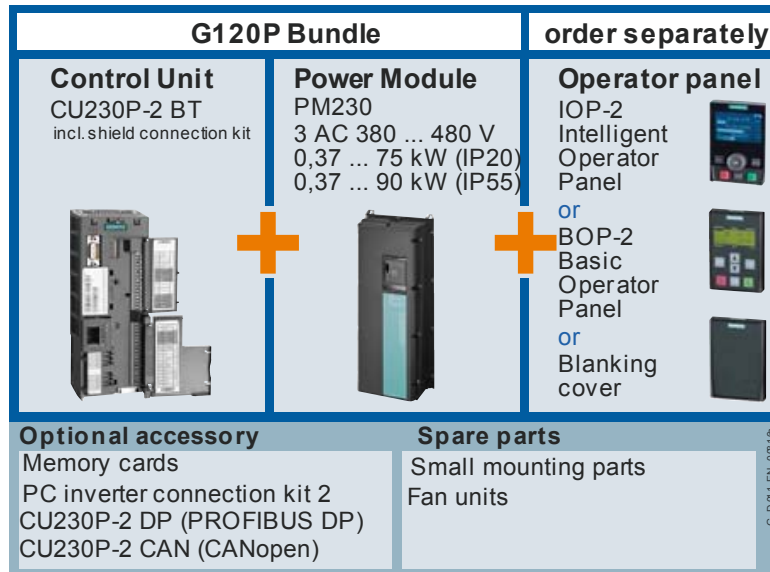 G120P Bundle
order separately
Control Unit
CU230P-2 BT
incl. shield connection kit
Power Module
PM230
3 AC 380 ... 480 V
0,37 ... 75 kW (IP20)
0,37 ... 90 kW (IP55)
Operator panel
IOP-2
Intelligent
Operator
Panel
or
BOP-2
Basic
Operator
Panel
or
Blanking
cover
Optional accessory
Memory cards
PC inverter connection kit 2
CU230P-2 DP (PROFIBUS DP)
CU230P-2 CAN (CANopen)
Spare parts
Small mounting parts
Fan units